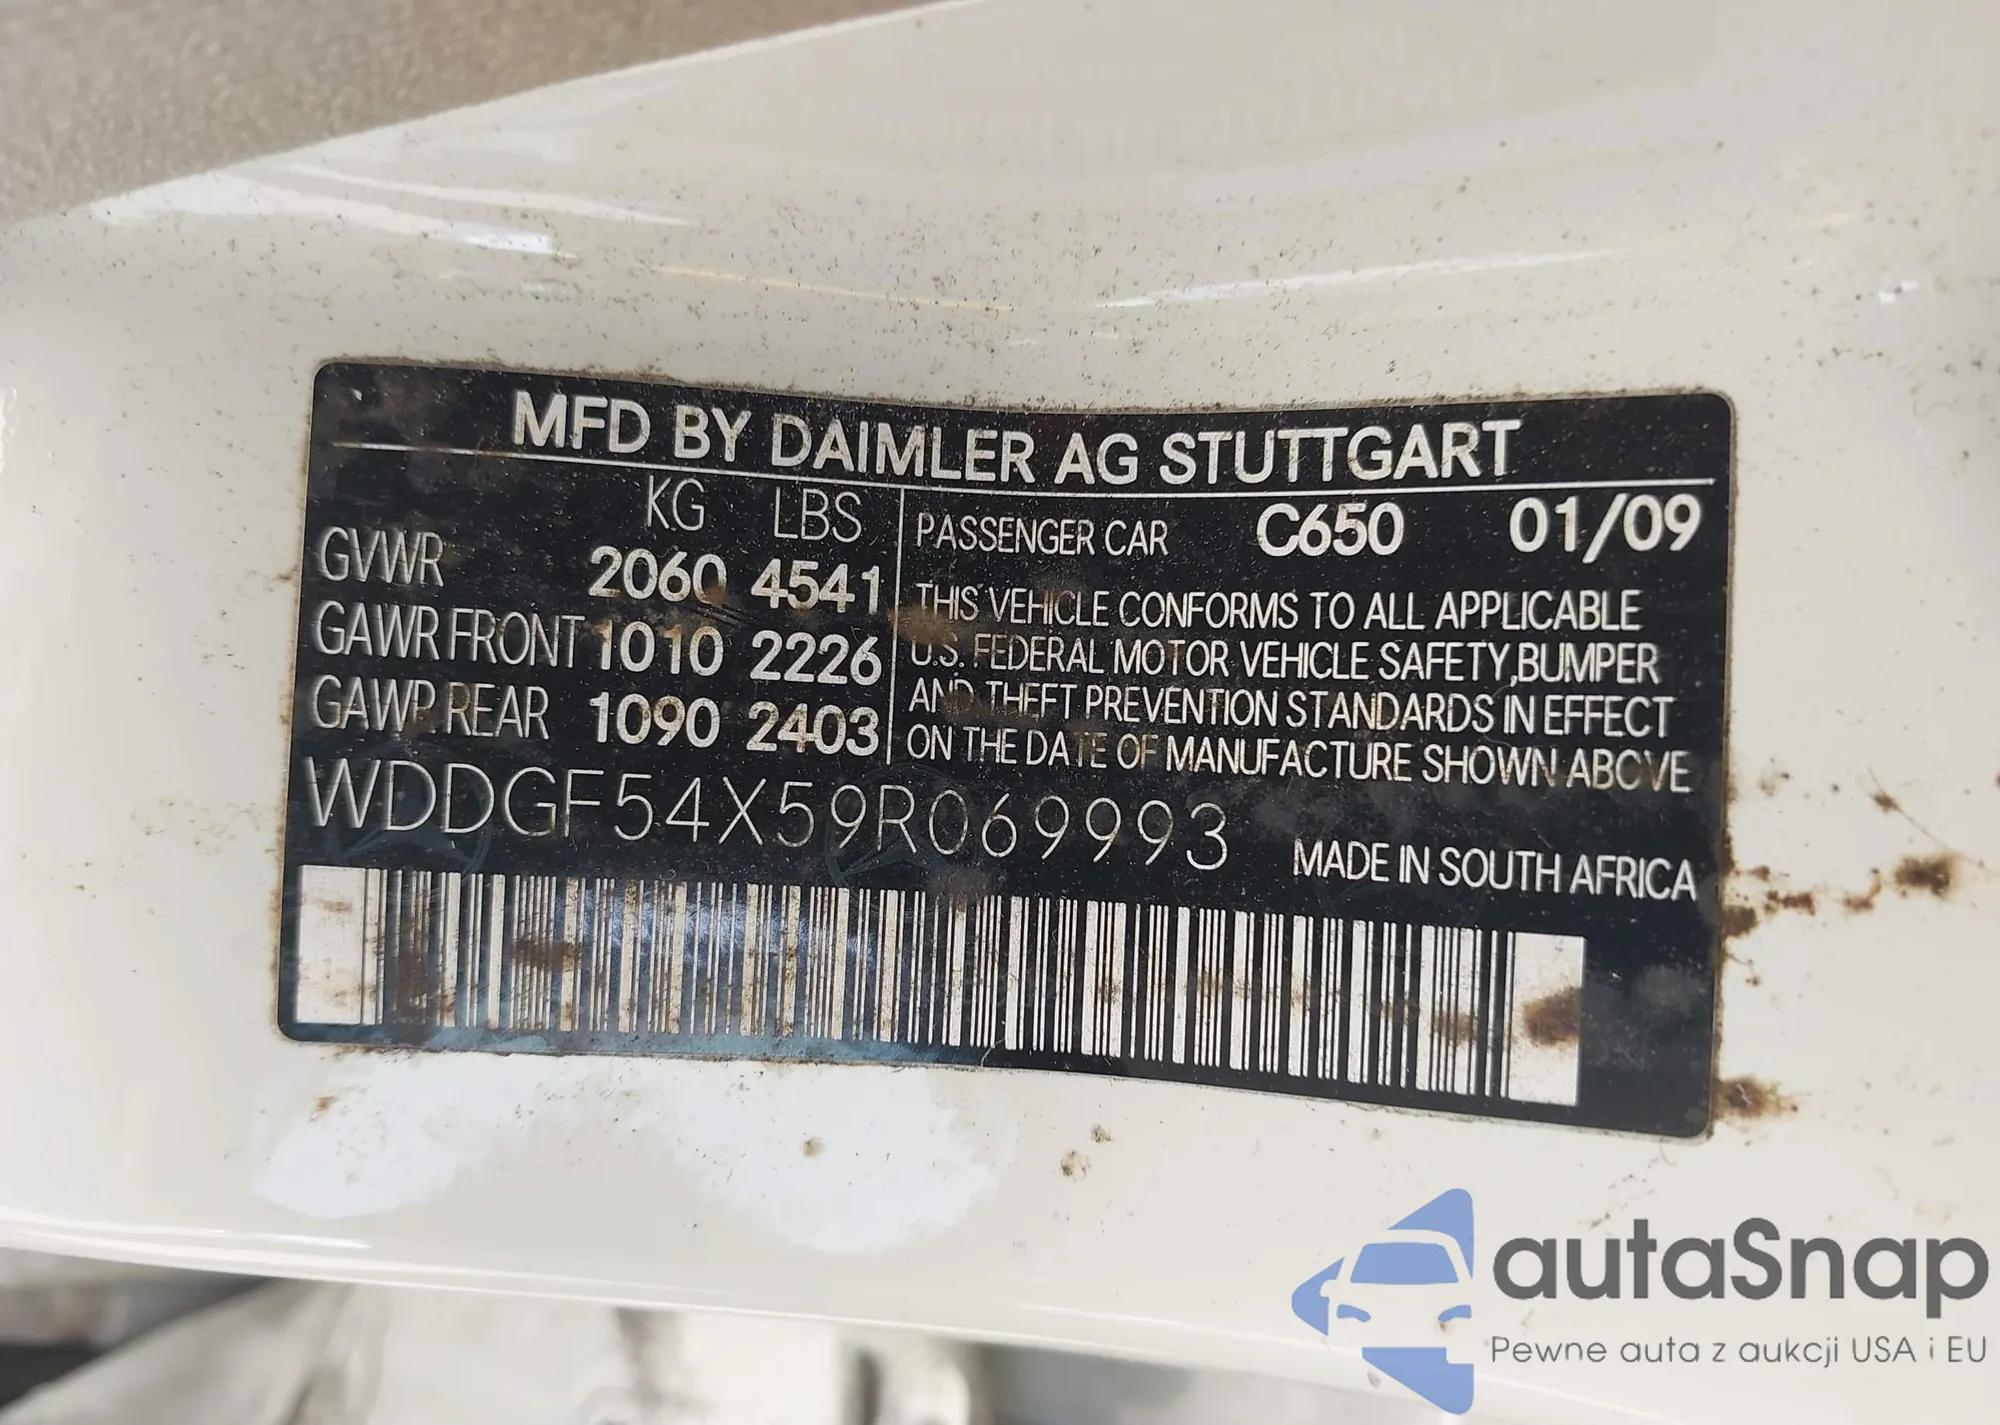 MFD BY DAIMLER AG STUTTGART
KG LBS
GVWR 2060 4541
GAWR FRONT 1010 2226
GAWR REAR 1090 2403
PASSENGER CAR C650 01/09
THIS VEHICLE CONFORMS TO ALL APPLICABLE
U.S. FEDERAL MOTOR VEHICLE SAFETY,BUMPER
AND THEFT PREVENTION STANDARDS IN EFFECT
ON THE DATE OF MANUFACTURE SHOWN ABOVE
WDDGF54X59R069993
MADE IN SOUTH AFRICA
autaSnap
Pewne auta z aukcji USA i EU